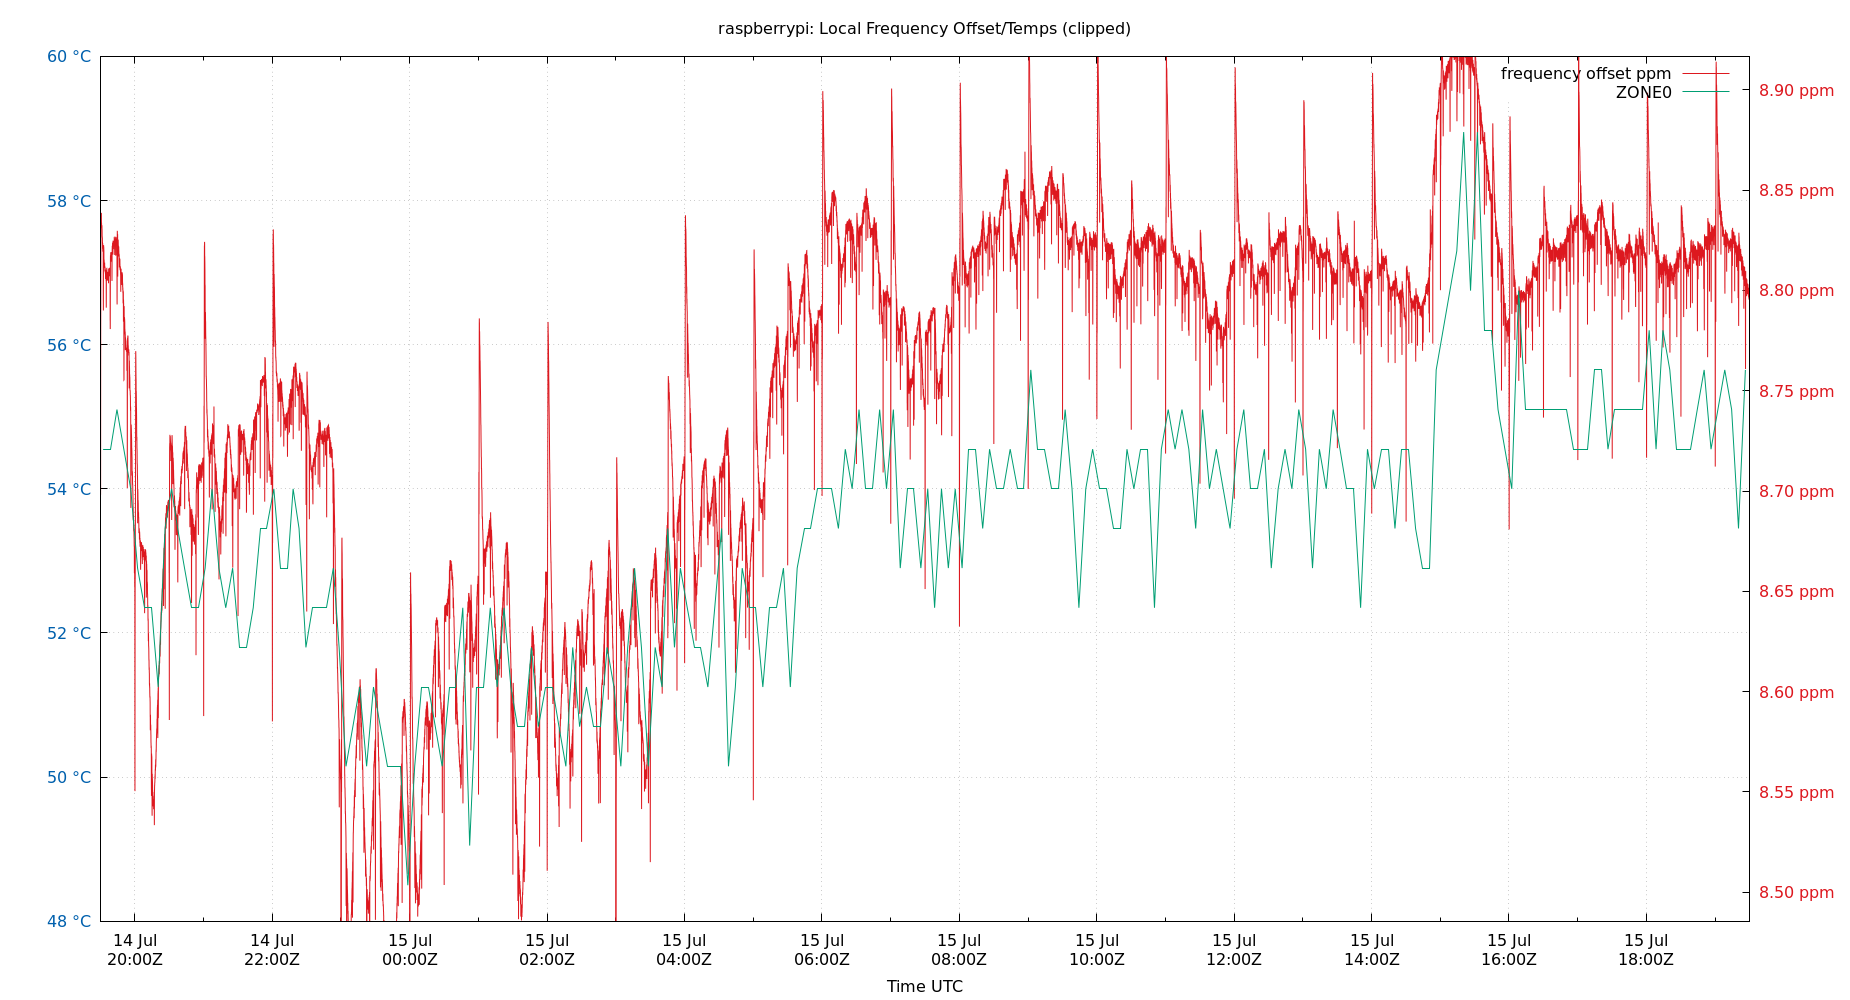 raspberrypi: Local Frequency Offset/Temps (clipped)
60 °C
58 °C
56 °C
54 °C
52 °C
50 °C
48 °C
frequency offset ppm
ZONE0
8.90 ppm
8.85 ppm
8.80 ppm
8.75 ppm
8.70 ppm
8.65 ppm
8.60 ppm
8.55 ppm
8.50 ppm
14 Jul 14 Jul 15 Jul 15 Jul 15 Jul 15 Jul 15 Jul 15 Jul 15 Jul 15 Jul 15 Jul 15 Jul
20:00Z 22:00Z 00:00Z 02:00Z 04:00Z 06:00Z 08:00Z 10:00Z 12:00Z 14:00Z 16:00Z 18:00Z
Time UTC